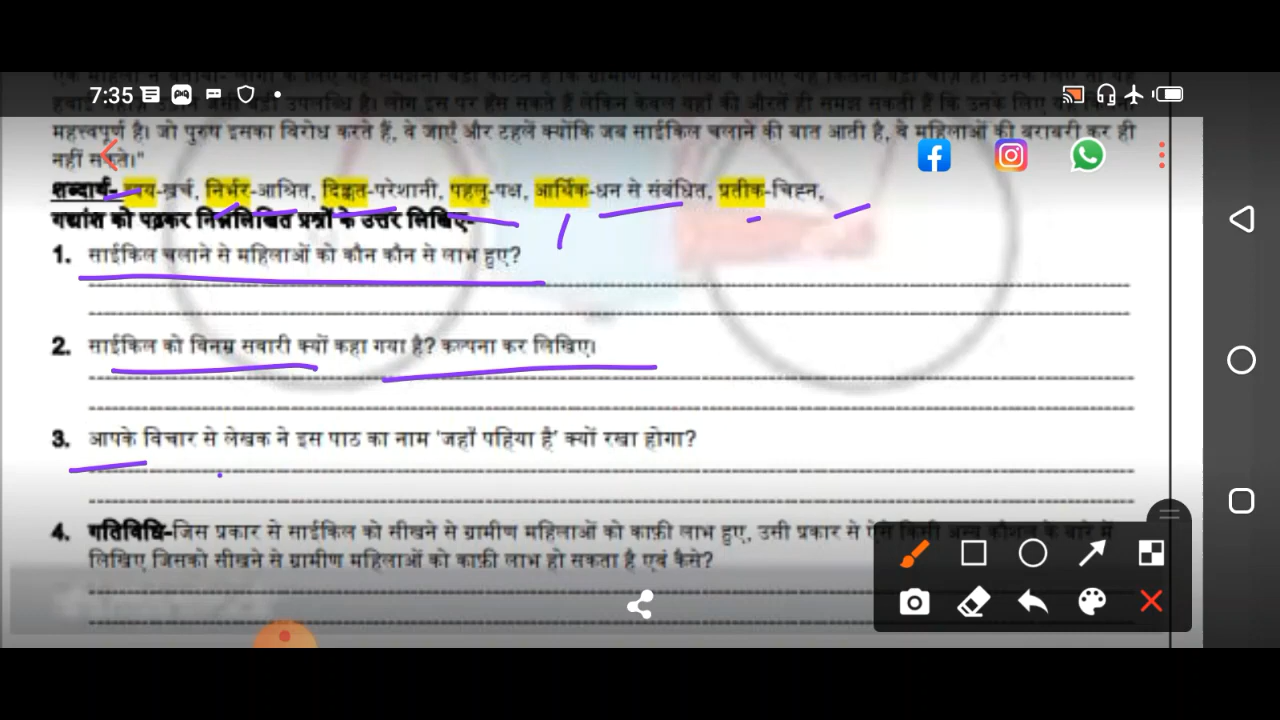 7:35
महत्त्वपूर्ण है। जो पुरुष इसका विरोध करते हैं, वे जाएँ और टहलें क्योंकि जब साईकिल चलाने की बात आती है, वे महिलाओं की बराबरी कर ही
नहीं सकते।"
शब्दार्थ- व्यय-ख़र्च, निर्भर-आश्रित, दिक्कत-परेशानी, पहलू-पक्ष, आर्थिक-धन से संबंधित, प्रतीक-चिह्न,
गद्यांश को पढ़कर निम्नलिखित प्रश्नों के उत्तर लिखिए-
1. साईकिल चलाने से महिलाओं को कौन कौन से लाभ हुए?
2. साईकिल को विनम्र सवारी क्यों कहा गया है? कल्पना कर लिखिए।
3. आपके विचार से लेखक ने इस पाठ का नाम 'जहाँ पहिया है' क्यों रखा होगा?
4. गतिविधि-जिस प्रकार से साईकिल को सीखने से ग्रामीण महिलाओं को काफ़ी लाभ हुए, उसी प्रकार से ऐसे किसी अन्य कौशल के बारे में
लिखिए जिसको सीखने से ग्रामीण महिलाओं को काफ़ी लाभ हो सकता है एवं कैसे?